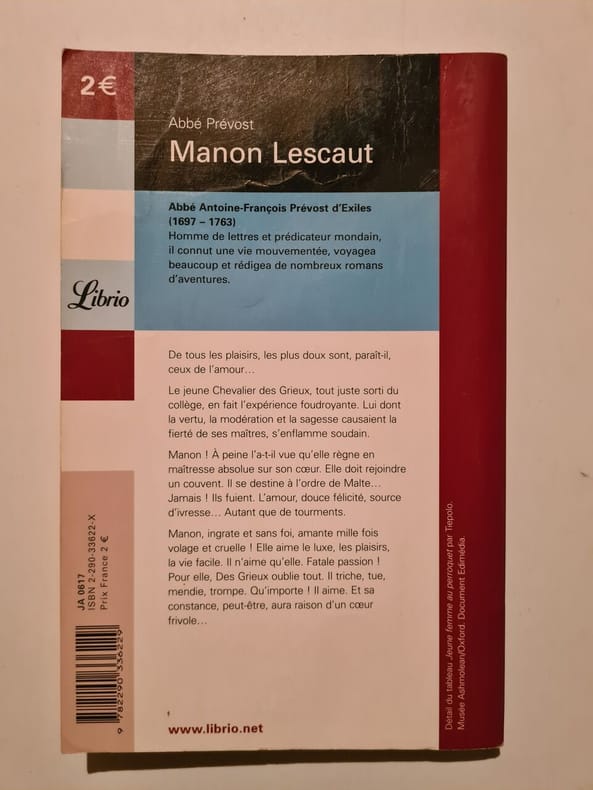 2 €
Abbé Prévost
Manon Lescaut
Abbé Antoine-François Prévost d'Exiles
(1697 – 1763)
Homme de lettres et prédicateur mondain,
il connut une vie mouvementée, voyagea
beaucoup et rédigea de nombreux romans
d'aventures.
Librio
De tous les plaisirs, les plus doux sont, paraît-il,
ceux de l'amour…
Le jeune Chevalier des Grieux, tout juste sorti du
collège, en fait l'expérience foudroyante. Lui dont
la vertu, la modération et la sagesse causaient la
fierté de ses maîtres, s'enflamme soudain.
Manon ! À peine l'a-t-il vue qu'elle règne en
maîtresse absolue sur son cœur. Elle doit rejoindre
un couvent. Il se destine à l'ordre de Malte…
Jamais ! Ils fuient. L'amour, douce félicité, source
d'ivresse… Autant que de tourments.
Manon, ingrate et sans foi, amante mille fois
volage et cruelle ! Elle aime le luxe, les plaisirs,
la vie facile. Il n'aime qu'elle. Fatale passion !
Pour elle, Des Grieux oublie tout. Il triche, tue,
mendie, trompe. Qu'importe ! Il aime. Et sa
constance, peut-être, aura raison d'un cœur
frivole…
www.librio.net
JA 0617
ISBN 2-290-33622-X
Prix France 2 €
9 782290 336229
Détail du tableau Jeune femme au perroquet par Tiepolo.
Musée Ashmolean/Oxford. Document Edimédia.